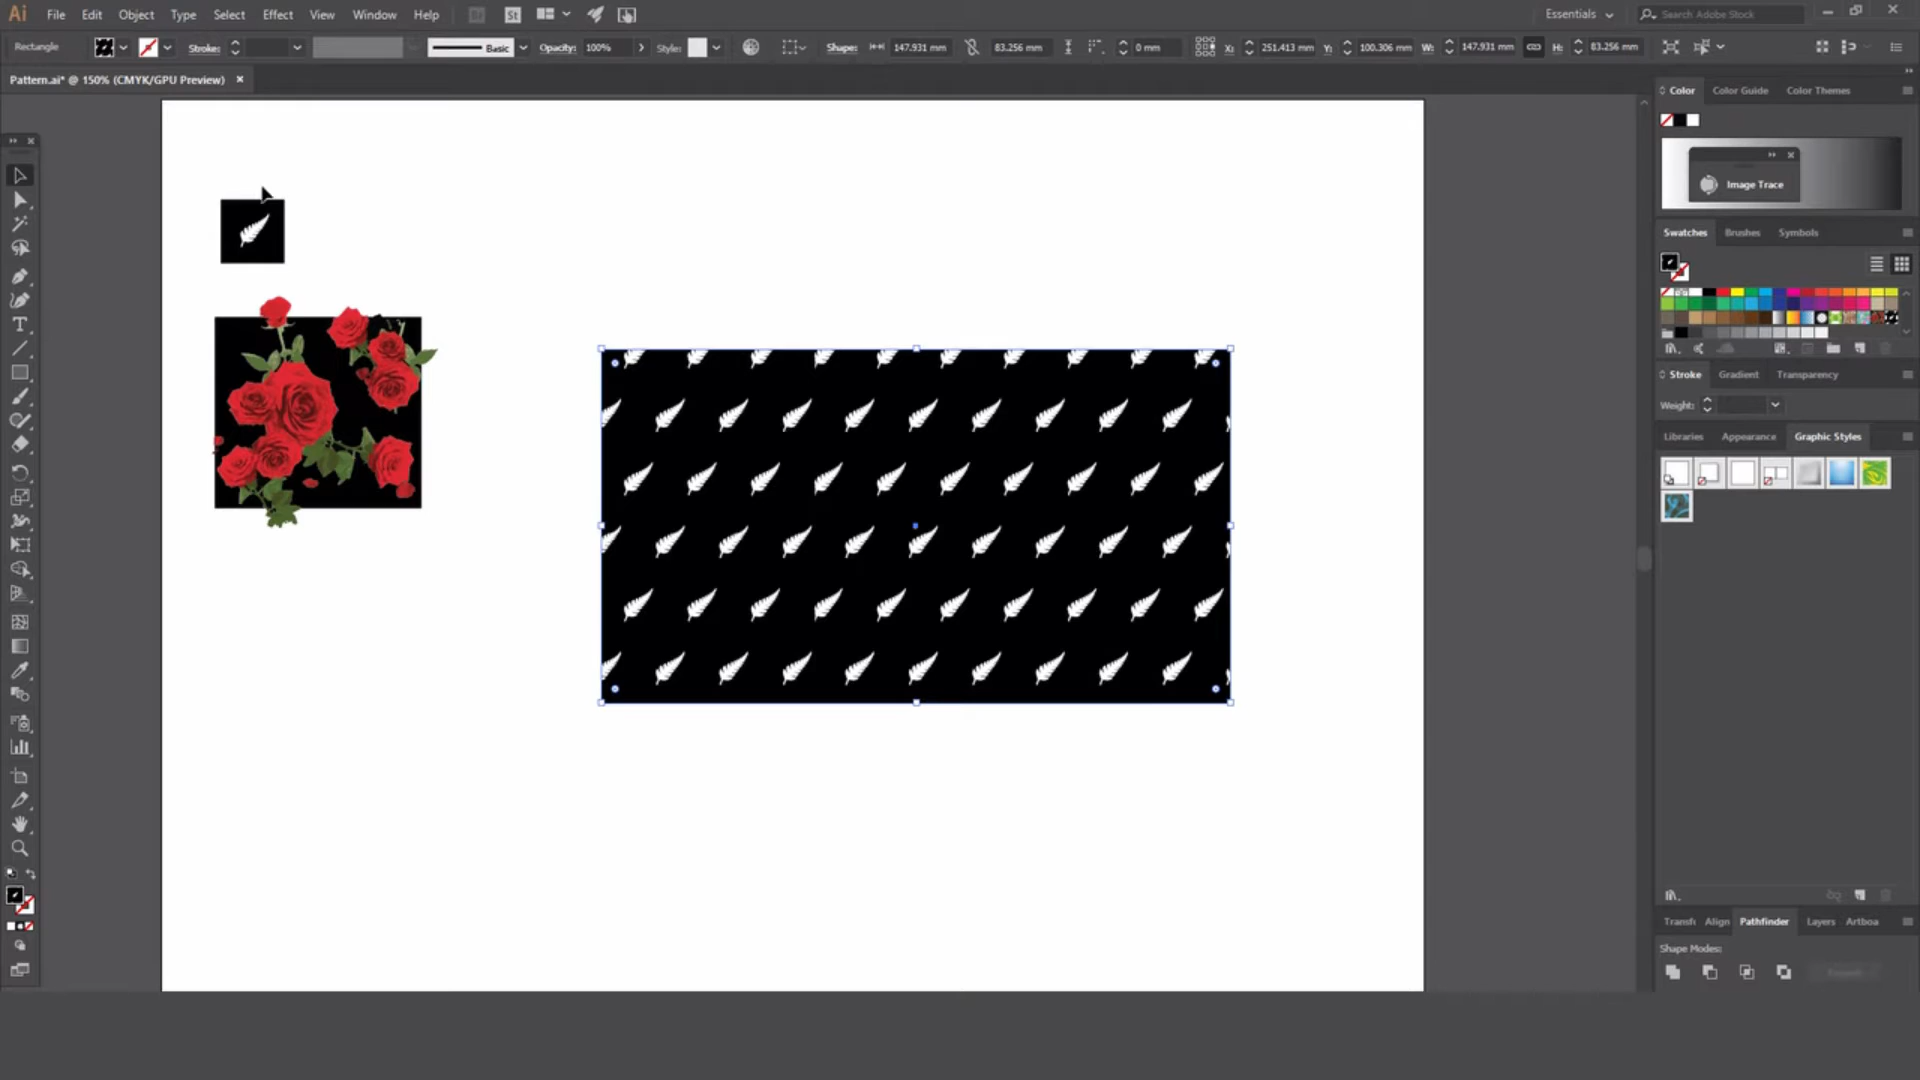 Ai File Edit Object Type Select Effect View Window Help Br St Essentials Search Adobe Stock
Rectangle Stroke: Basic Opacity: 100% Style: Shape: 147.931 mm 83.256 mm 0 mm X: 251.413 mm Y: 100.306 mm W: 147.931 mm H: 83.256 mm
Pattern.ai* @ 150% (CMYK/GPU Preview)
Color Color Guide Color Themes
Image Trace
Swatches Brushes Symbols
Stroke Gradient Transparency
Weight:
Libraries Appearance Graphic Styles
Transfi Align Pathfinder Layers Artboa
Shape Modes: